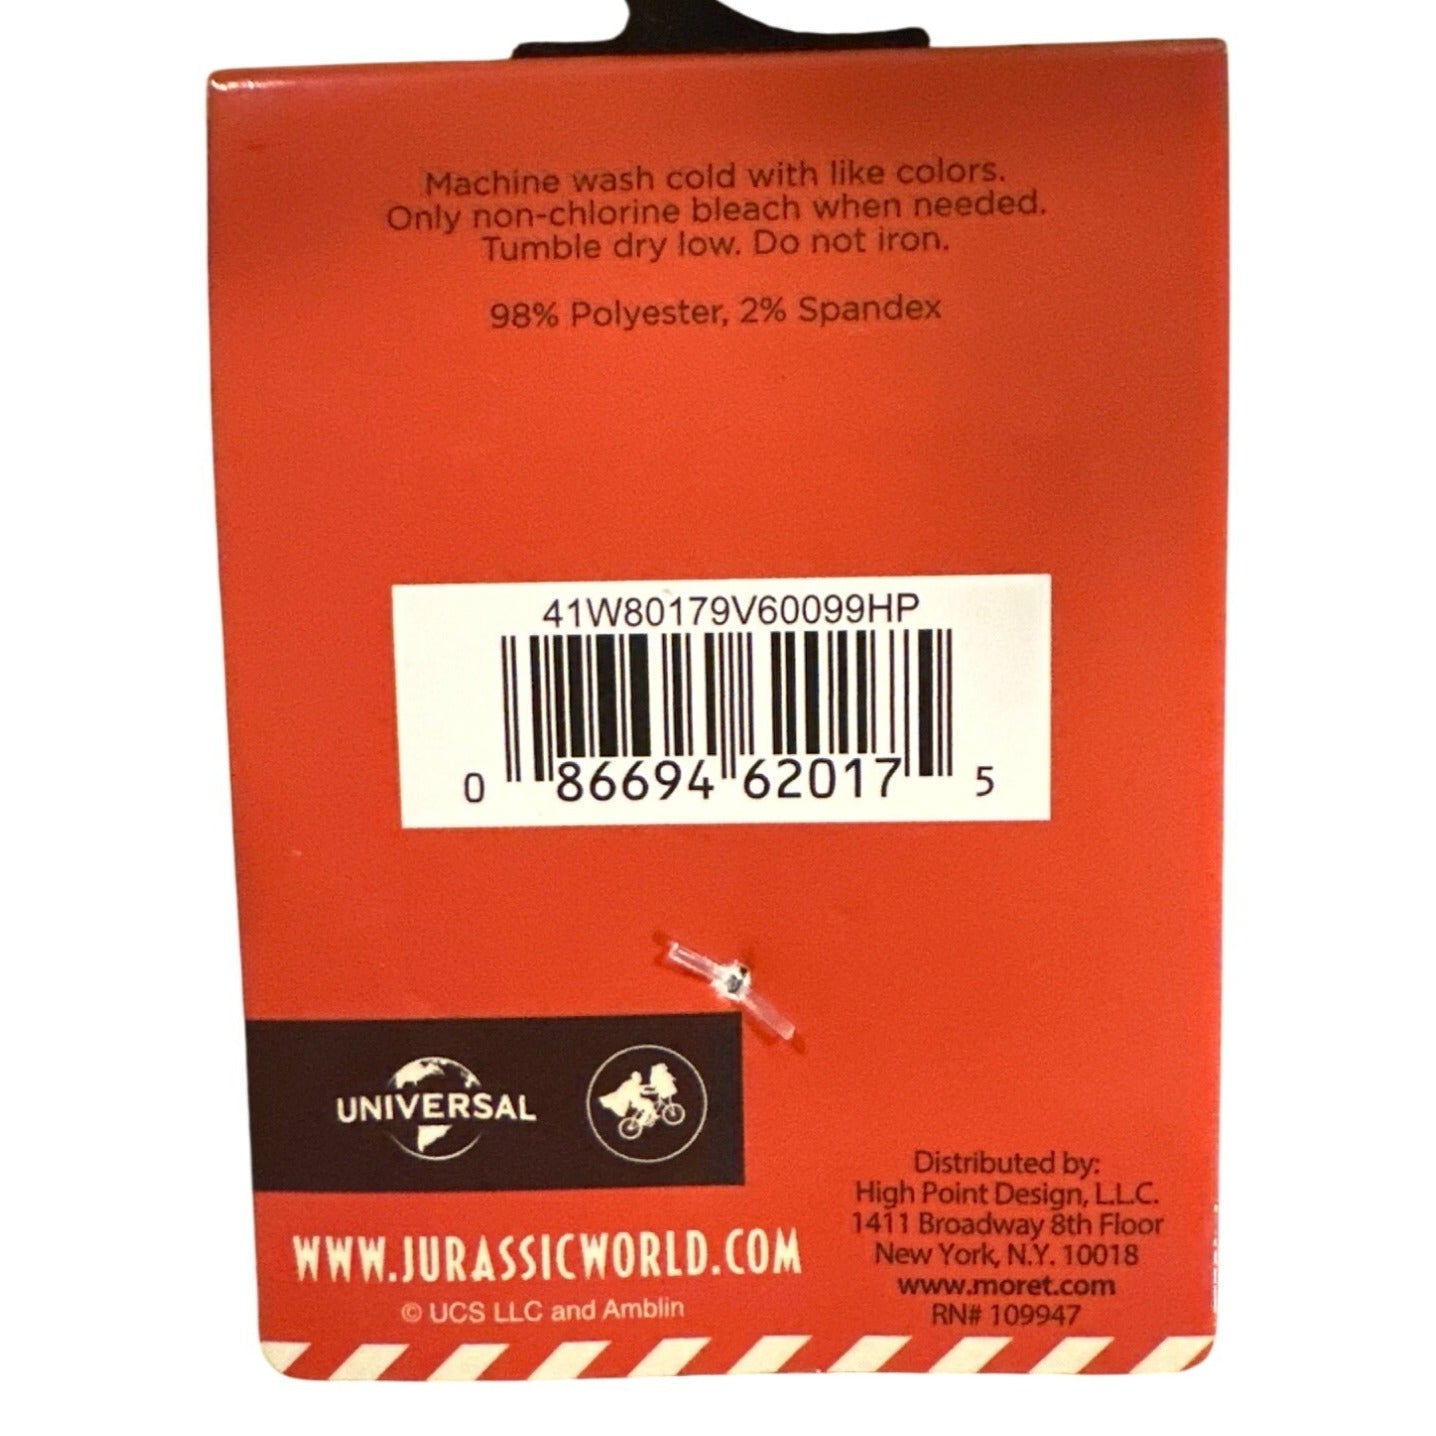 Machine wash cold with like colors.
Only non-chlorine bleach when needed.
Tumble dry low. Do not iron.
98% Polyester, 2% Spandex
41W80179V60099HP
0 86694 62017 5
UNIVERSAL
WWW.JURASSICWORLD.COM
© UCS LLC and Amblin
Distributed by:
High Point Design, L.L.C.
1411 Broadway 8th Floor
New York, N.Y. 10018
www.moret.com
RN# 109947